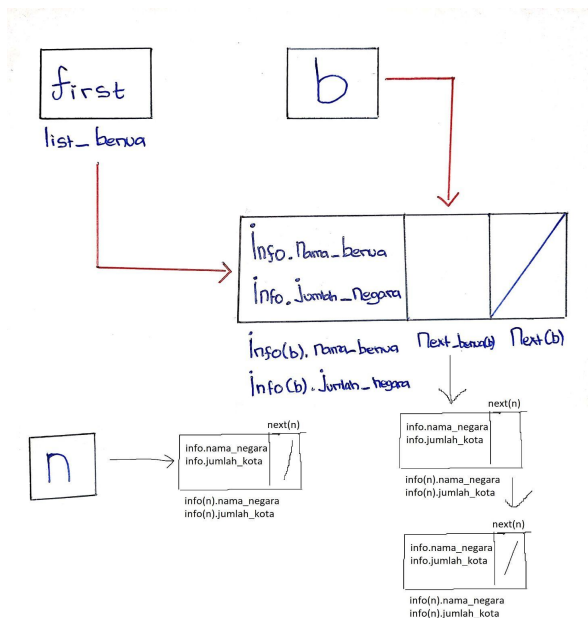 first
b
list_benua
Info.Nama_benua
Info.Jumlah_Negara
Info(b).Nama_benua
Next_benua(b)
Next(b)
Info(b).Jumlah_negara
next(n)
info.nama_negara
info.jumlah_kota
info(n).nama_negara
info(n).jumlah_kota
n
next(n)
info.nama_negara
info.jumlah_kota
info(n).nama_negara
info(n).jumlah_kota
next(n)
info.nama_negara
info.jumlah_kota
info(n).nama_negara
info(n).jumlah_kota